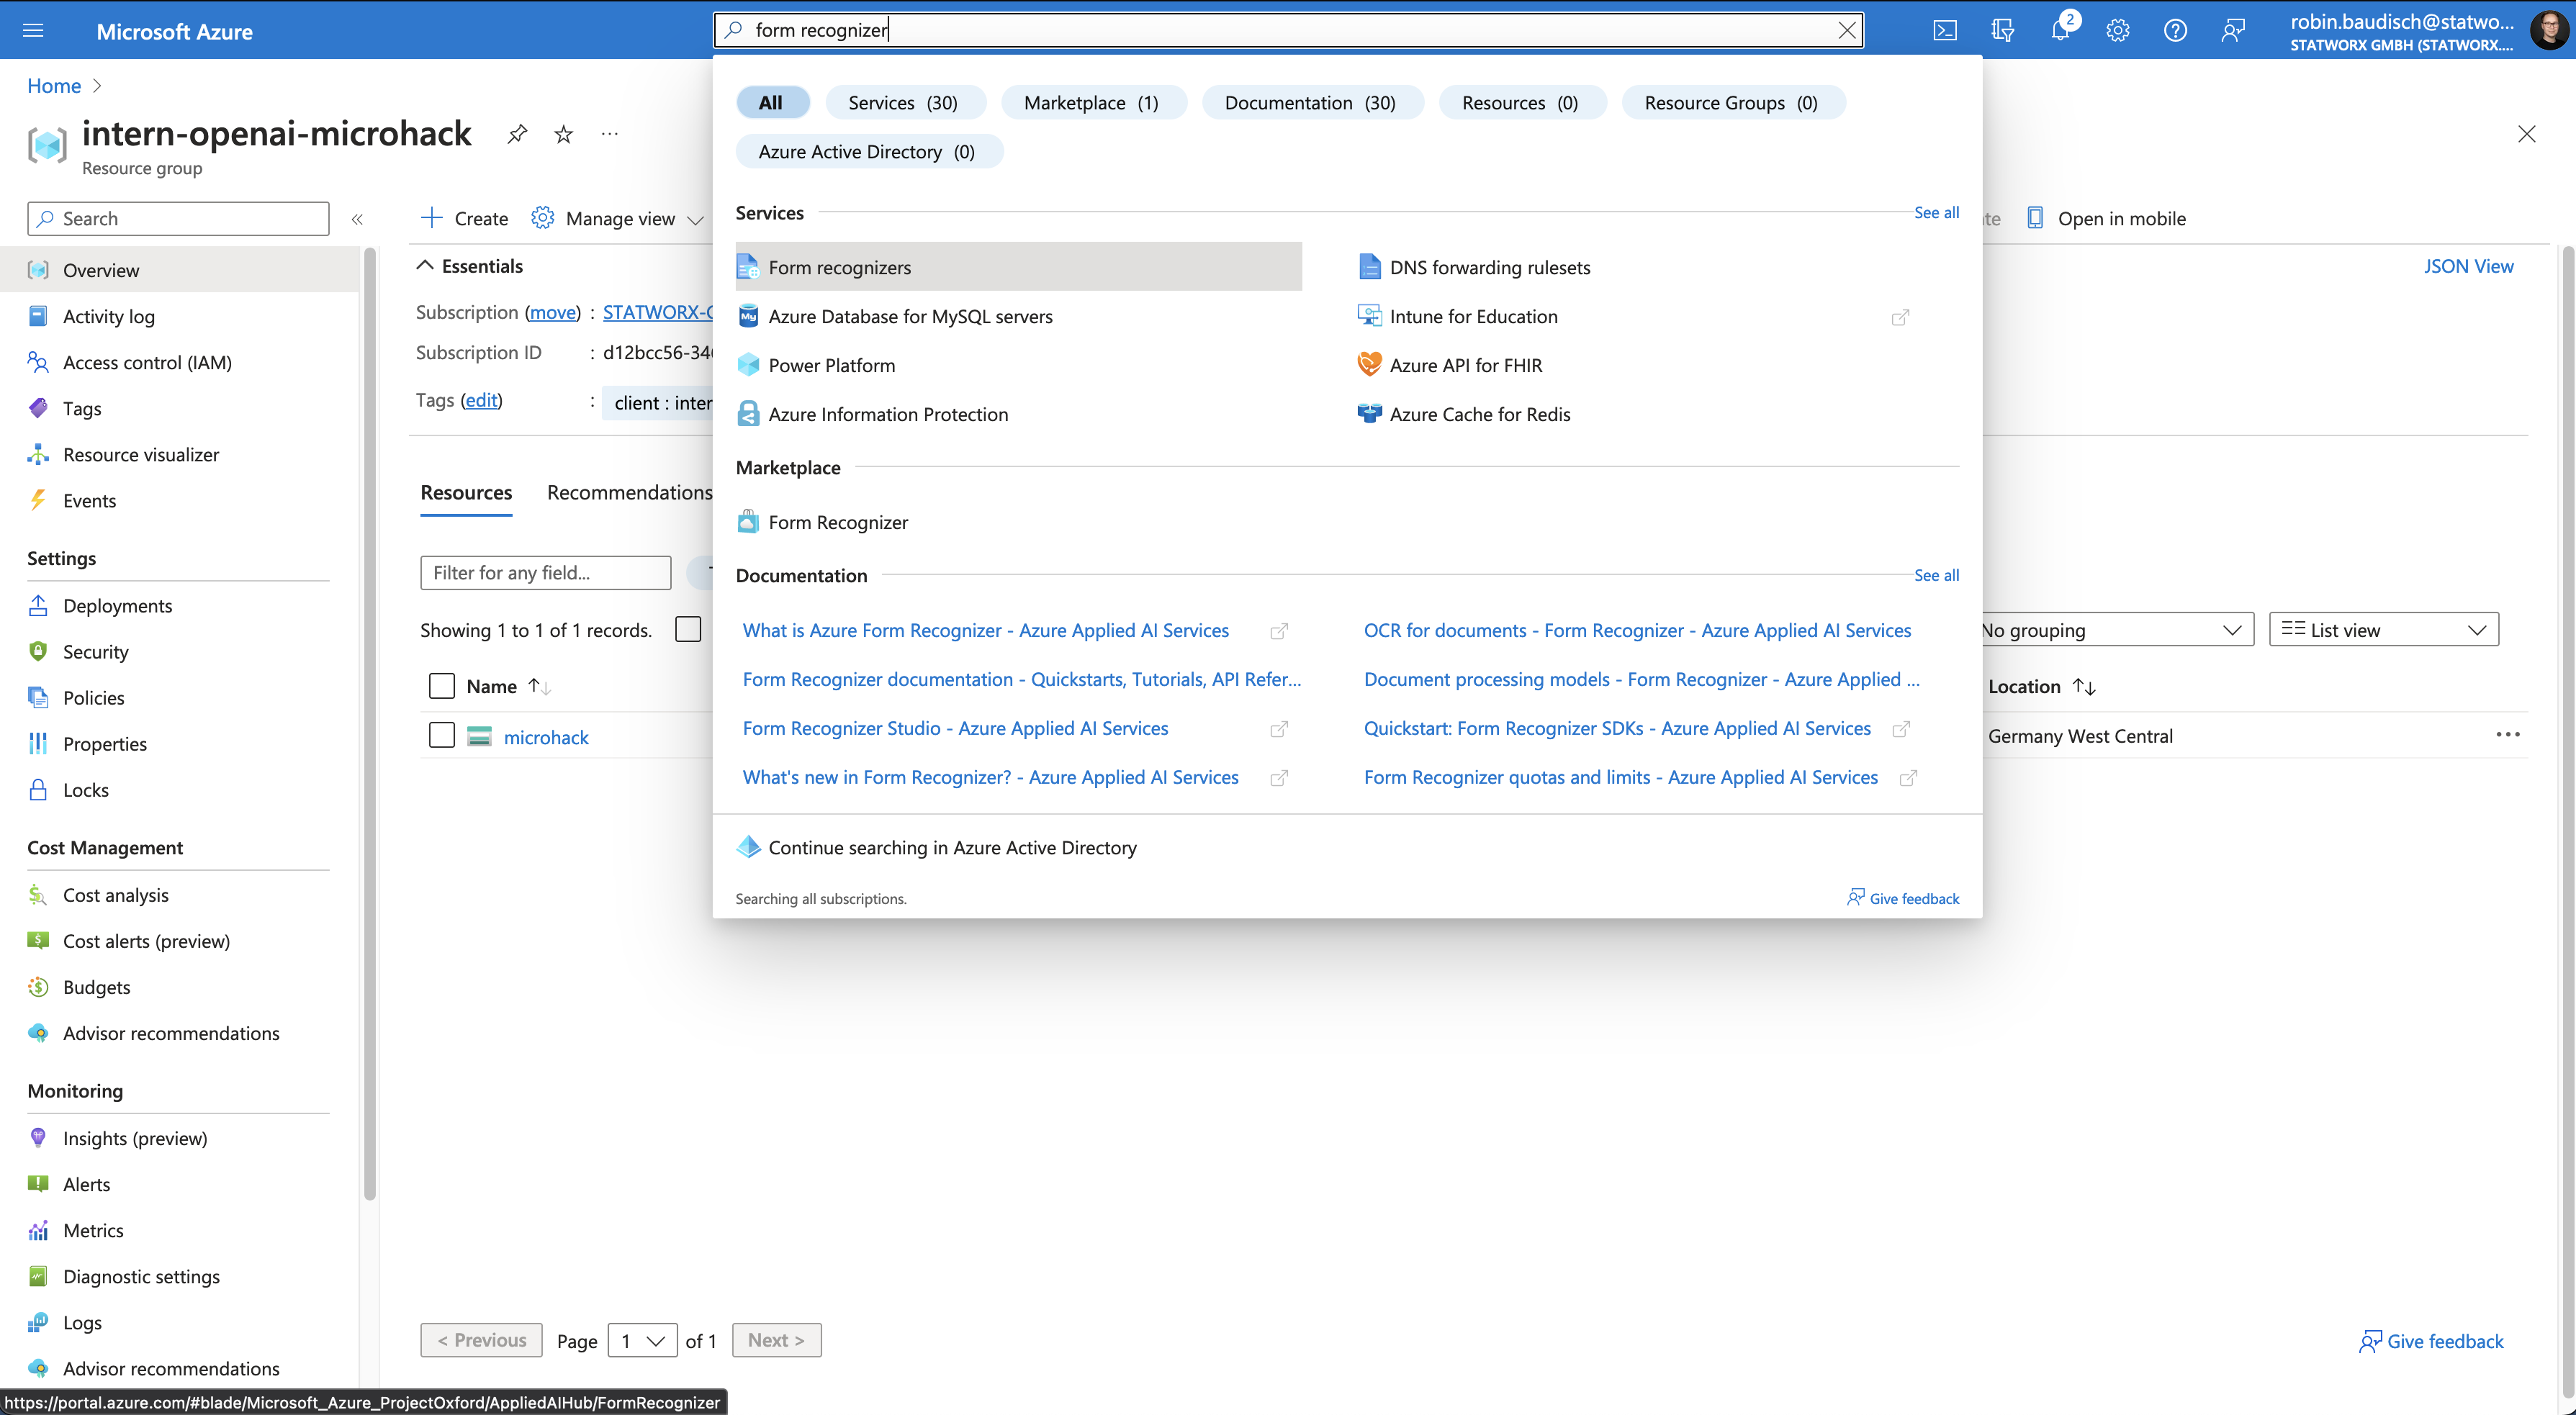 Microsoft Azure
form recognizer
2
robin.baudisch@statwo...
STATWORX GMBH (STATWORX....
Home
intern-openai-microhack
Resource group
Search
Overview
Activity log
Access control (IAM)
Tags
Resource visualizer
Events
Settings
Deployments
Security
Policies
Properties
Locks
Cost Management
Cost analysis
Cost alerts (preview)
Budgets
Advisor recommendations
Monitoring
Insights (preview)
Alerts
Metrics
Diagnostic settings
Logs
Advisor recommendations
Create
Manage view
Open in mobile
Essentials
JSON View
Subscription (move) : STATWORX-
Subscription ID : d12bcc56-34
Tags (edit) : client : inter
Resources Recommendations
Filter for any field...
Showing 1 to 1 of 1 records.
No grouping
List view
Name
Location
microhack
Germany West Central
< Previous Page 1 of 1 Next >
Give feedback
All
Services (30)
Marketplace (1)
Documentation (30)
Resources (0)
Resource Groups (0)
Azure Active Directory (0)
Services
See all
Form recognizers
DNS forwarding rulesets
Azure Database for MySQL servers
Intune for Education
Power Platform
Azure API for FHIR
Azure Information Protection
Azure Cache for Redis
Marketplace
Form Recognizer
Documentation
See all
What is Azure Form Recognizer - Azure Applied AI Services
OCR for documents - Form Recognizer - Azure Applied AI Services
Form Recognizer documentation - Quickstarts, Tutorials, API Refer...
Document processing models - Form Recognizer - Azure Applied ...
Form Recognizer Studio - Azure Applied AI Services
Quickstart: Form Recognizer SDKs - Azure Applied AI Services
What's new in Form Recognizer? - Azure Applied AI Services
Form Recognizer quotas and limits - Azure Applied AI Services
Continue searching in Azure Active Directory
Searching all subscriptions.
Give feedback
https://portal.azure.com/#blade/Microsoft_Azure_ProjectOxford/AppliedAIHub/FormRecognizer